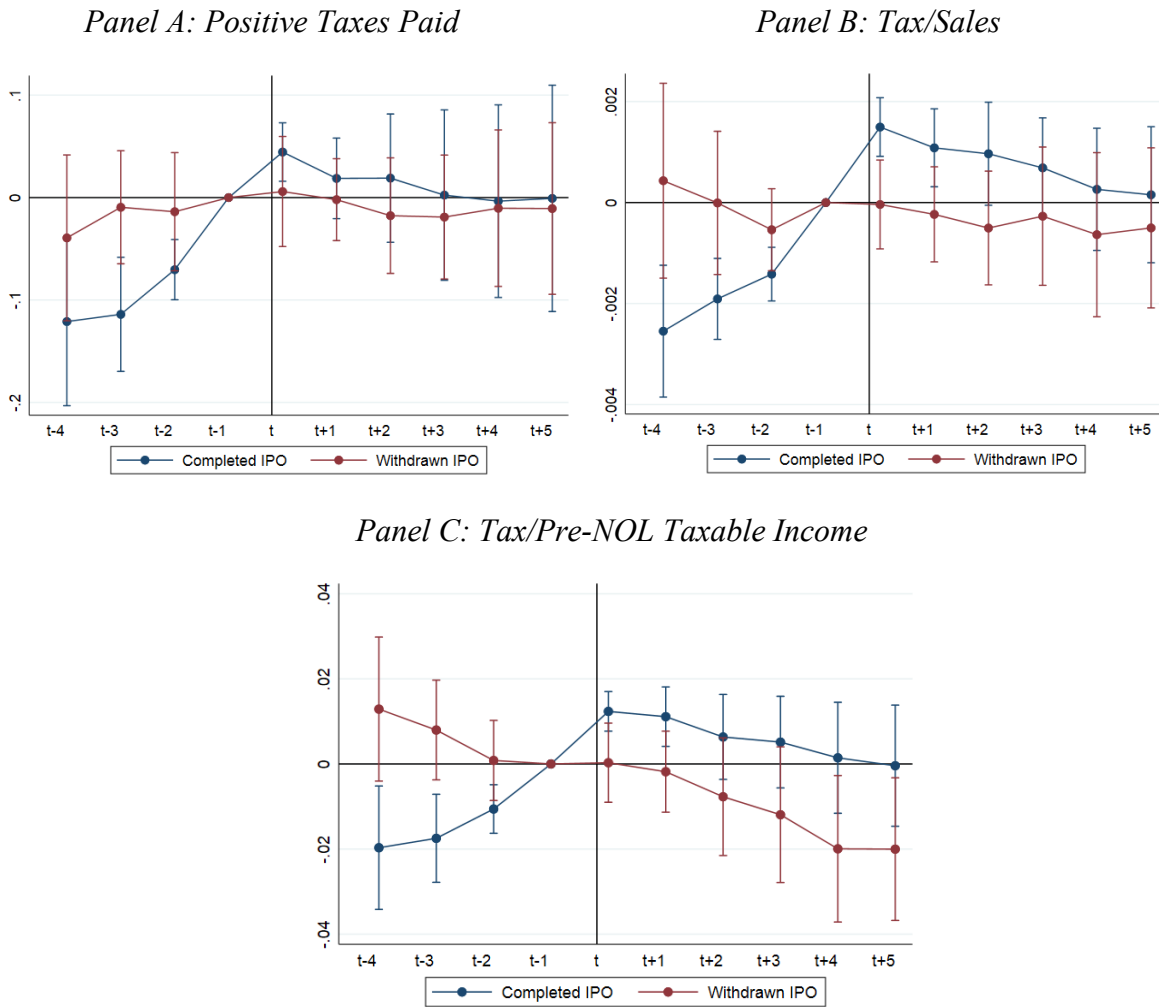 Panel A: Positive Taxes Paid
.1
0
-.1
-.2
t-4 t-3 t-2 t-1 t t+1 t+2 t+3 t+4 t+5
Completed IPO Withdrawn IPO
Panel B: Tax/Sales
.002
0
-.002
-.004
t-4 t-3 t-2 t-1 t t+1 t+2 t+3 t+4 t+5
Completed IPO Withdrawn IPO
Panel C: Tax/Pre-NOL Taxable Income
.04
.02
0
-.02
-.04
t-4 t-3 t-2 t-1 t t+1 t+2 t+3 t+4 t+5
Completed IPO Withdrawn IPO